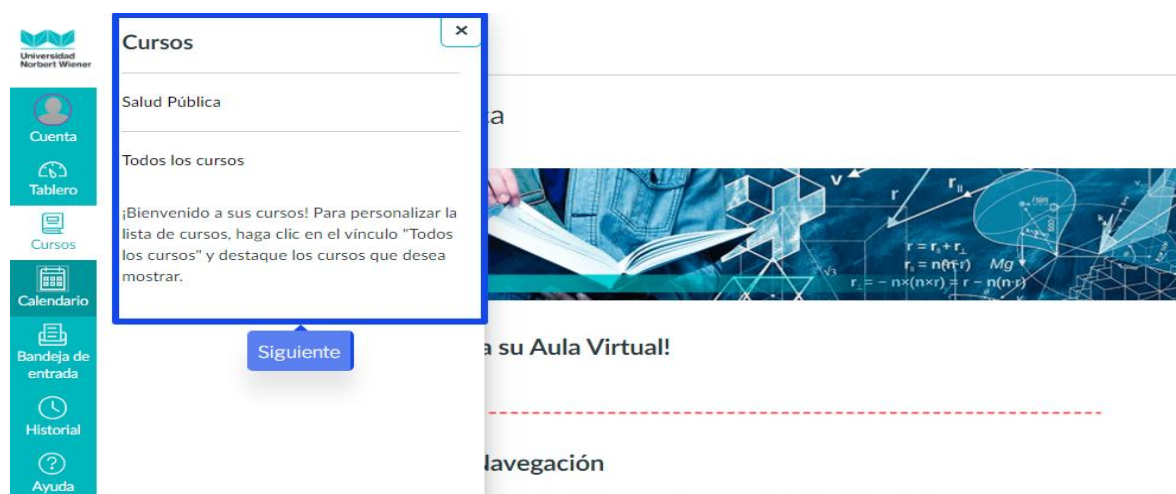 Universidad
Norbert Wiener
Cuenta
Tablero
Cursos
Calendario
Bandeja de
entrada
Historial
Ayuda
Cursos
×
Salud Pública
Todos los cursos
¡Bienvenido a sus cursos! Para personalizar la
lista de cursos, haga clic en el vínculo "Todos
los cursos" y destaque los cursos que desea
mostrar.
Siguiente
a su Aula Virtual!
Navegación
r = r∥ + r⊥
Mg